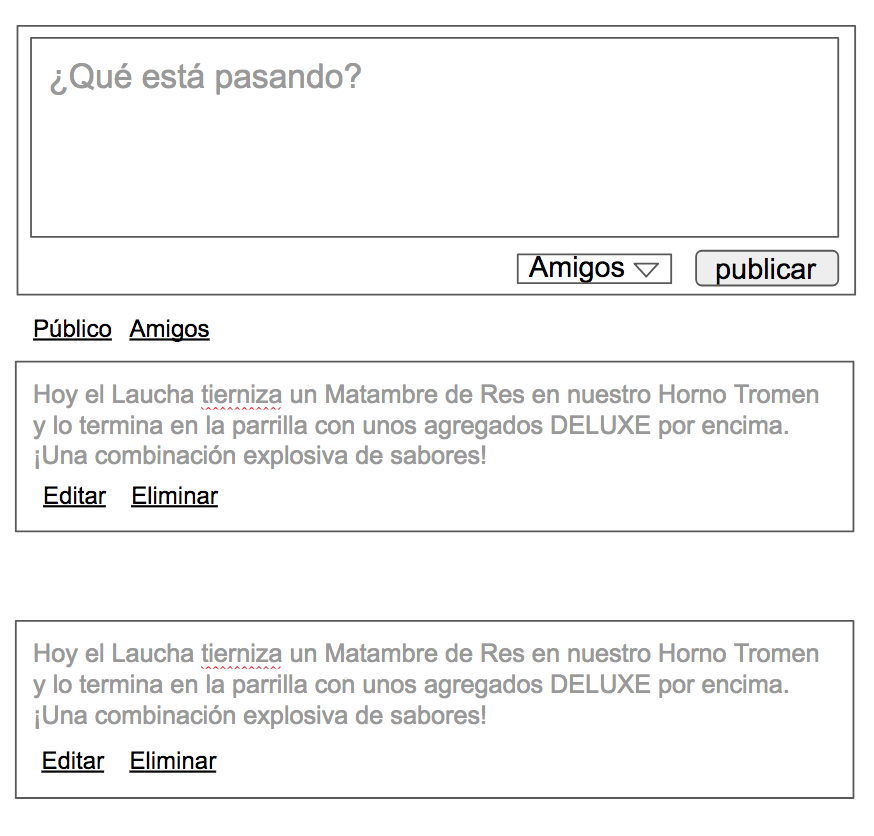 ¿Qué está pasando?
Amigos
publicar
Público Amigos
Hoy el Laucha tierniza un Matambre de Res en nuestro Horno Tromen
y lo termina en la parrilla con unos agregados DELUXE por encima.
¡Una combinación explosiva de sabores!
Editar Eliminar
Hoy el Laucha tierniza un Matambre de Res en nuestro Horno Tromen
y lo termina en la parrilla con unos agregados DELUXE por encima.
¡Una combinación explosiva de sabores!
Editar Eliminar